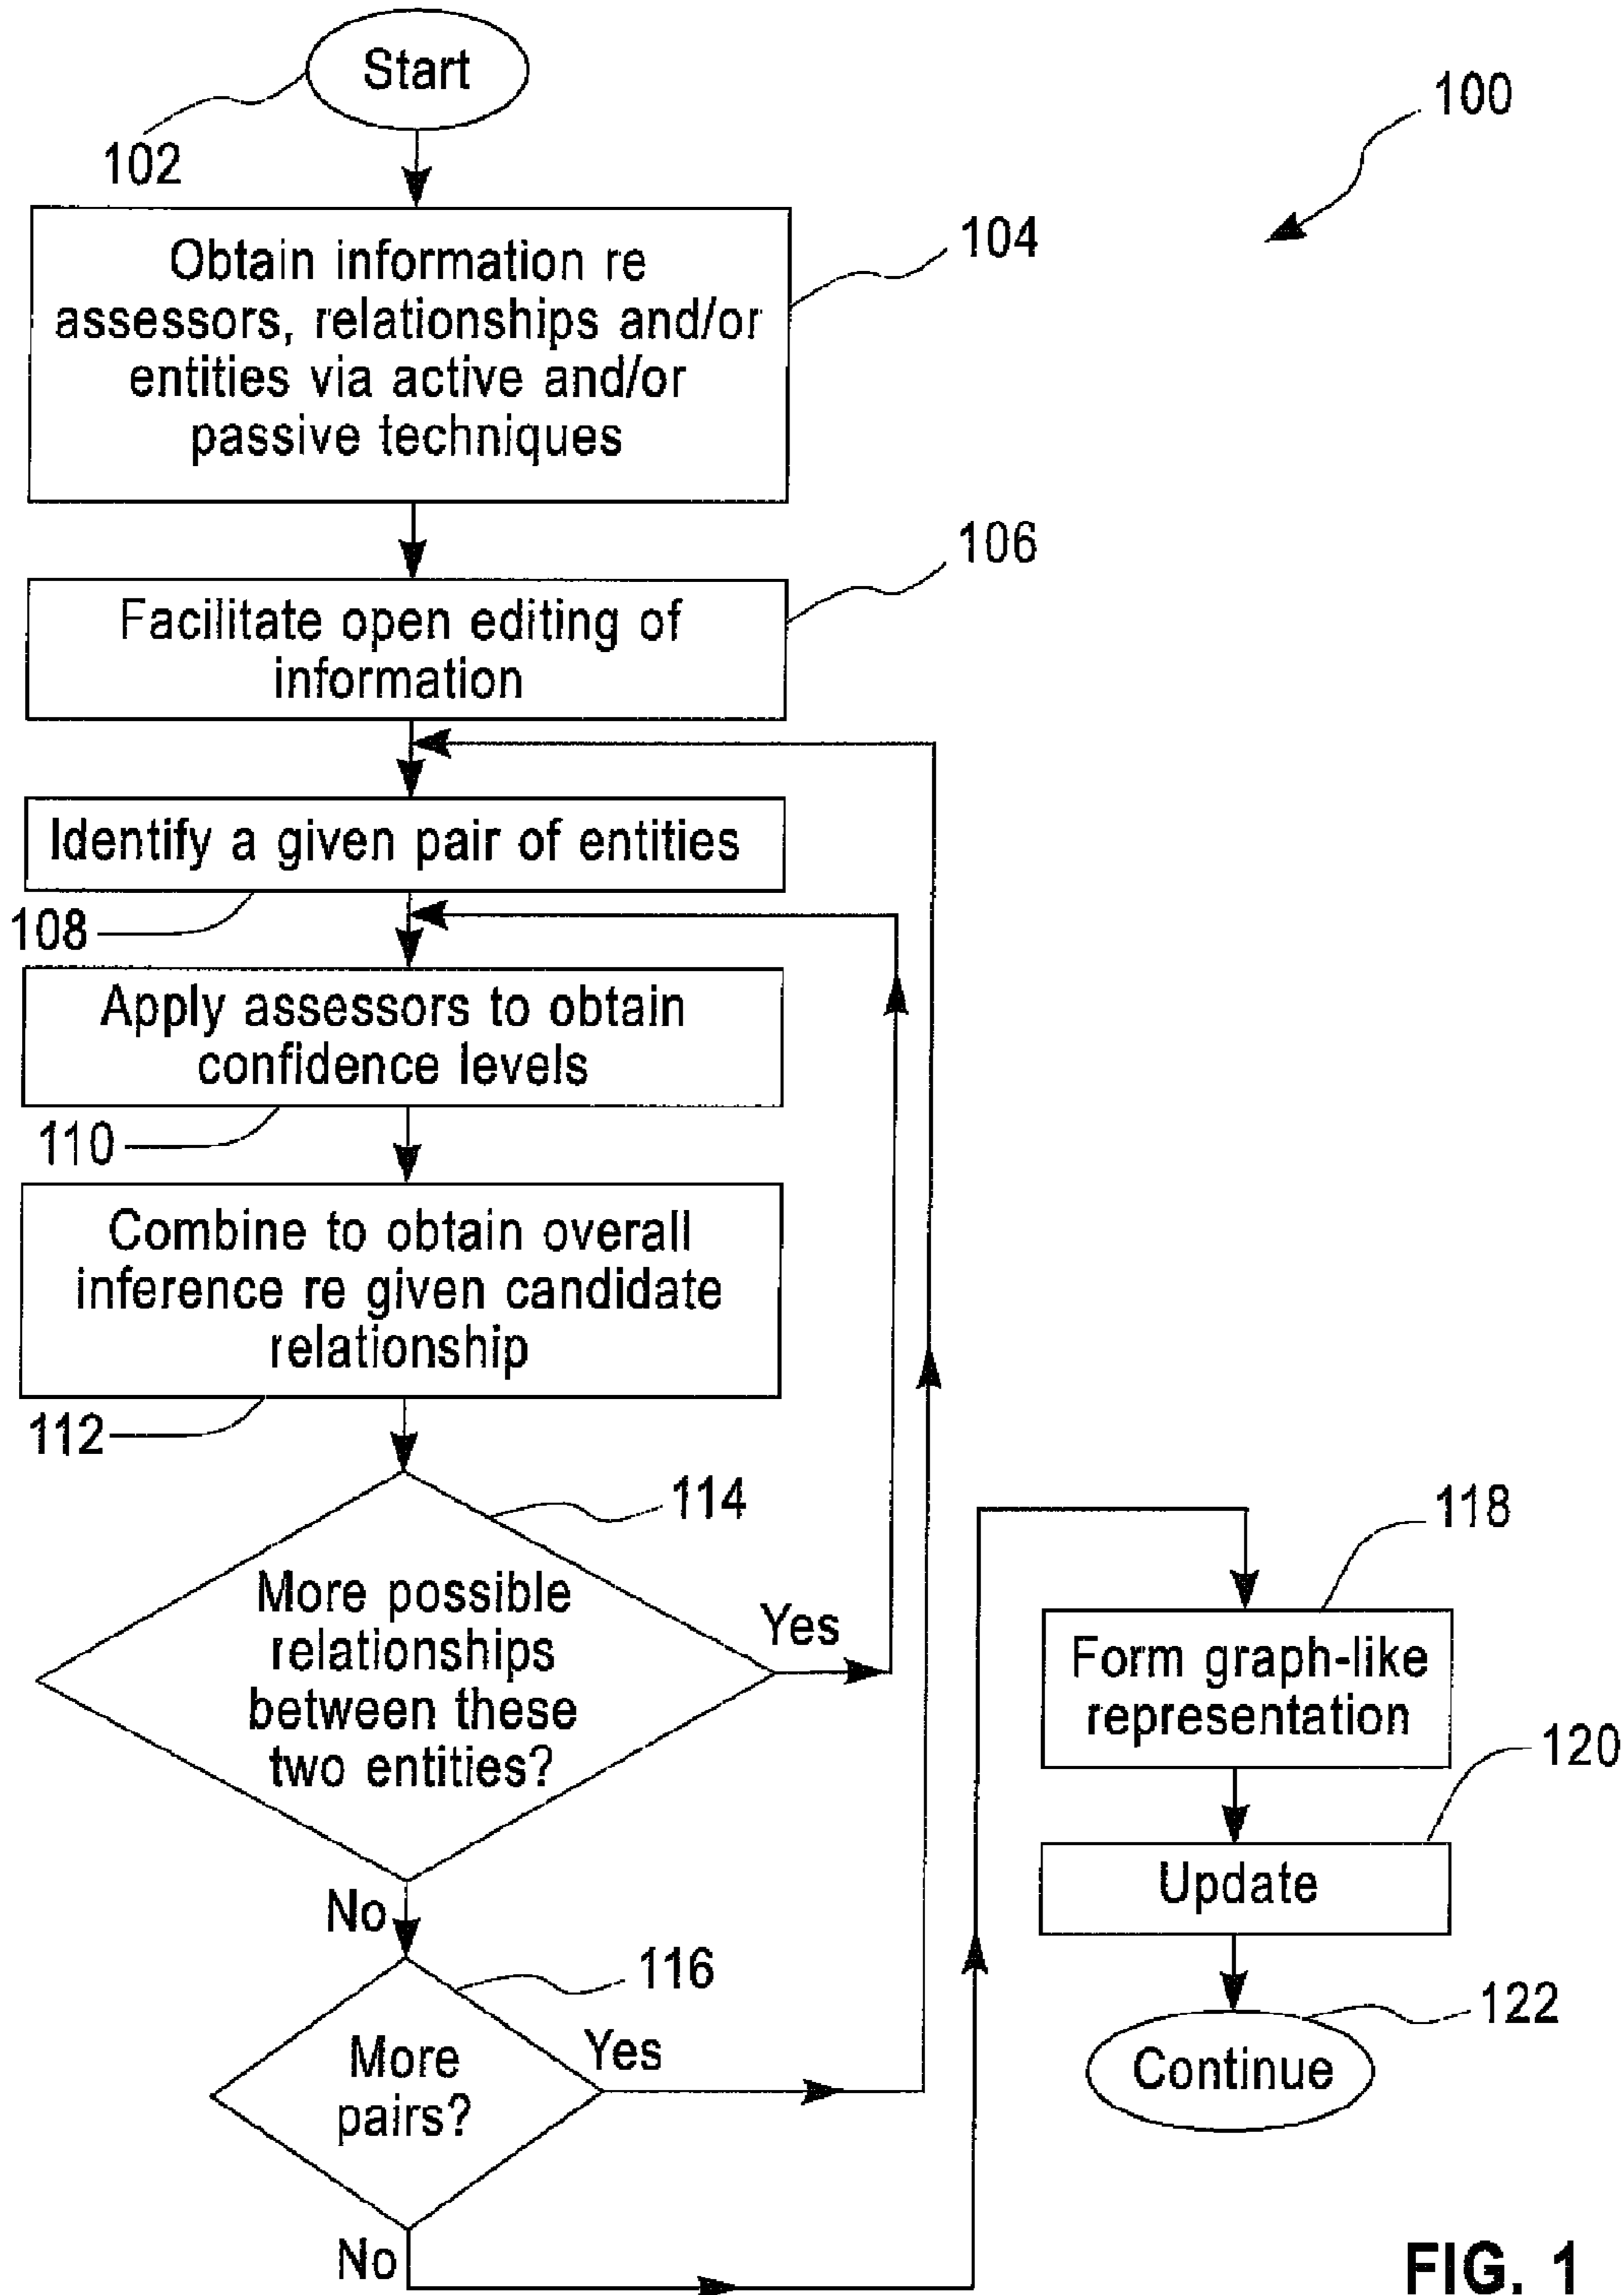 Start
102
100
Obtain information re
assessors, relationships and/or
entities via active and/or
passive techniques
104
Facilitate open editing of
information
106
Identify a given pair of entities
108
Apply assessors to obtain
confidence levels
110
Combine to obtain overall
inference re given candidate
relationship
112
114
More possible
relationships
between these
two entities?
Yes
No
116
More
pairs?
Yes
No
118
Form graph-like
representation
120
Update
122
Continue
FIG. 1